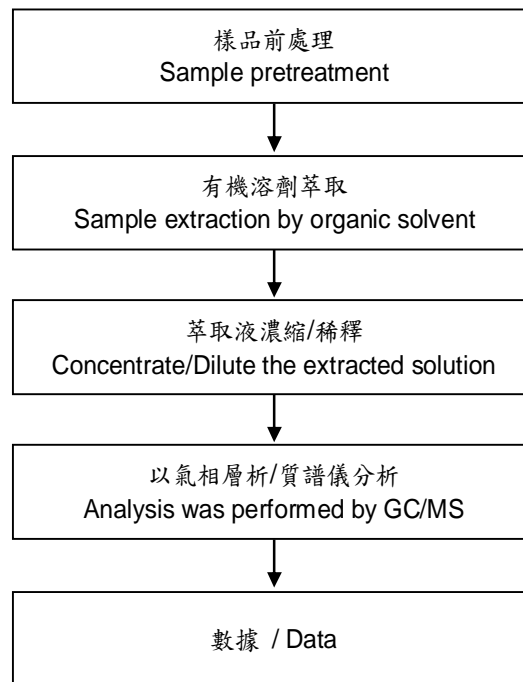 樣品前處理
Sample pretreatment
有機溶劑萃取
Sample extraction by organic solvent
萃取液濃縮/稀釋
Concentrate/Dilute the extracted solution
以氣相層析/質譜儀分析
Analysis was performed by GC/MS
數據 / Data